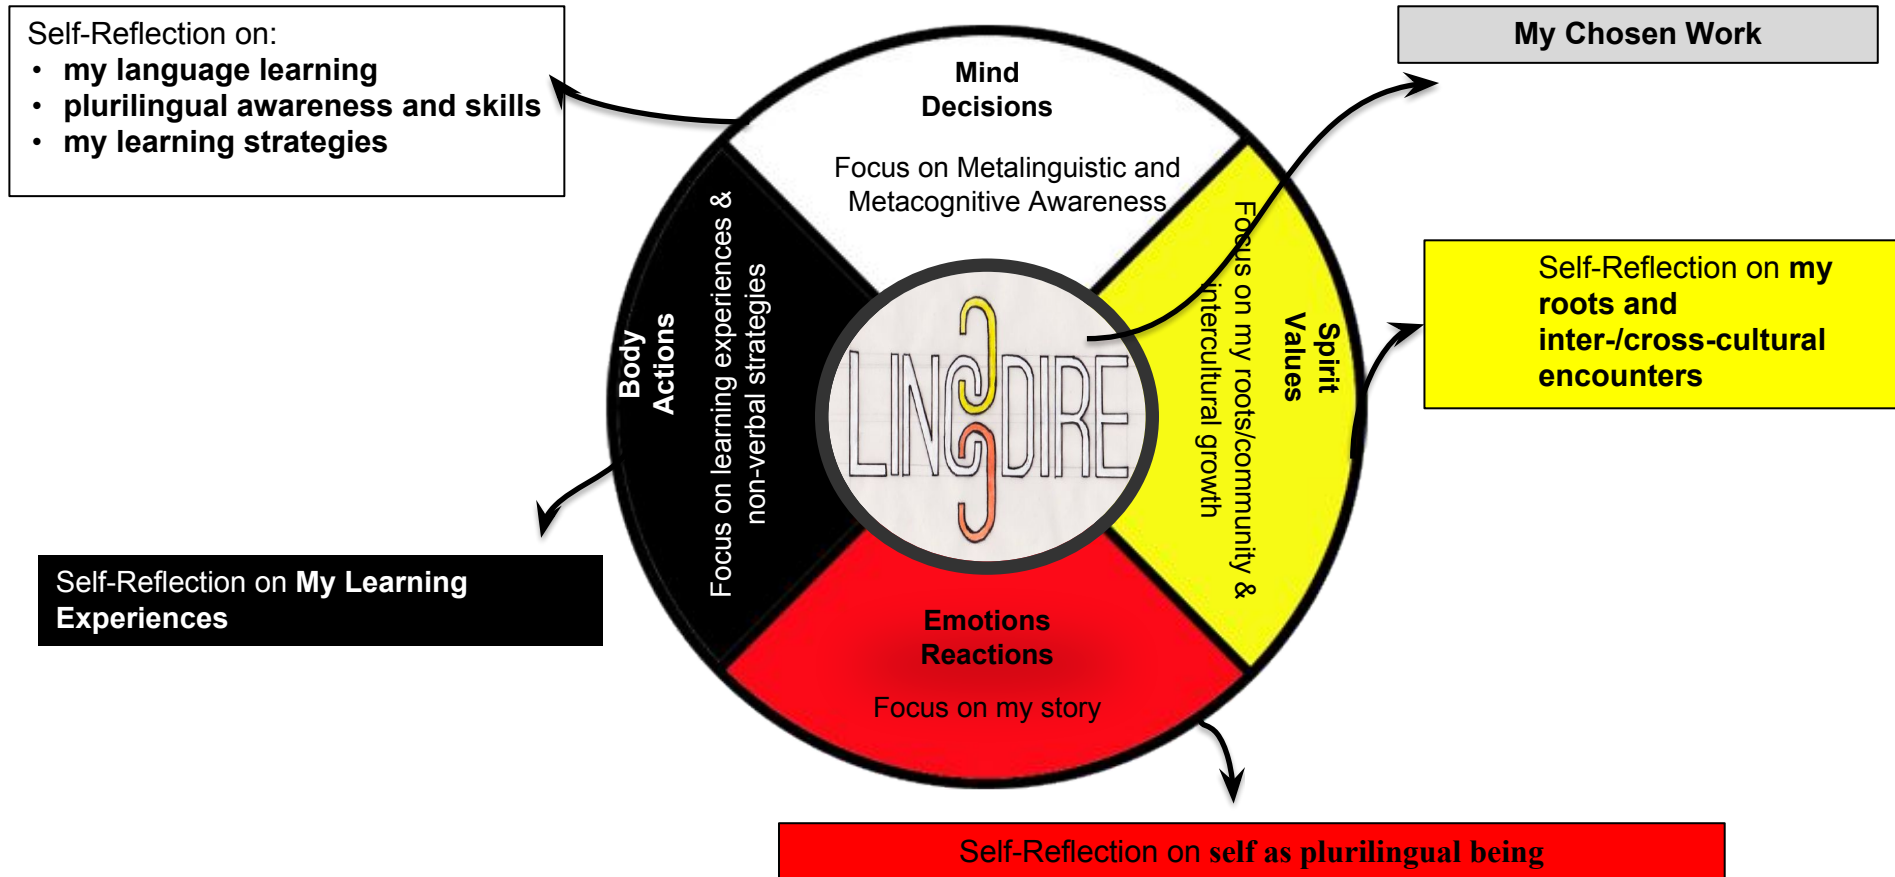 Self-Reflection on:
• my language learning
• plurilingual awareness and skills
• my learning strategies
My Chosen Work
Mind
Decisions
Focus on Metalinguistic and
Metacognitive Awareness
Body
Actions
Focus on learning experiences &
non-verbal strategies
LINGDIRE
Spirit
Values
Focus on my roots/community &
intercultural growth
Self-Reflection on my
roots and
inter-/cross-cultural
encounters
Self-Reflection on My Learning
Experiences
Emotions
Reactions
Focus on my story
Self-Reflection on self as plurilingual being